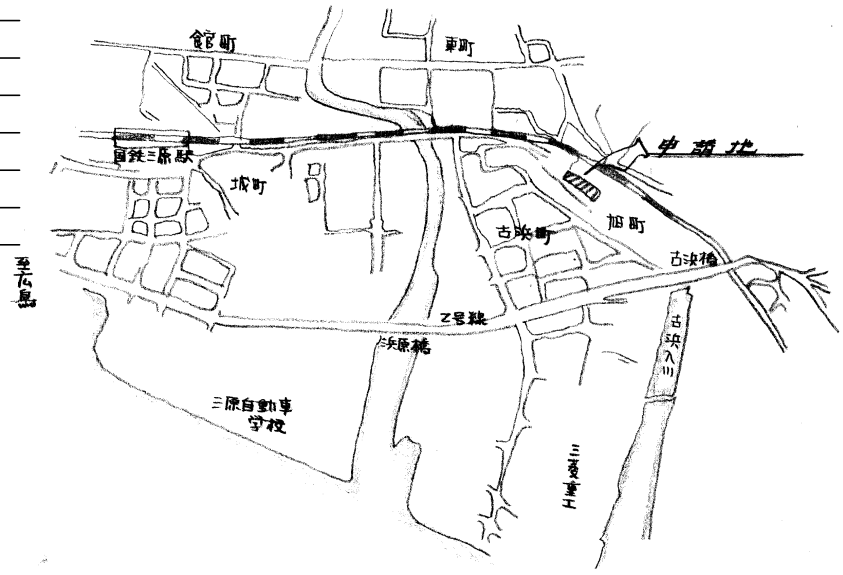 館町
東町
申請地
国鉄三原駅
城町
旭町
古浜町
古浜橋
至広島
2号線
浜原橋
古浜入川
三原自動車
学校
三菱重工